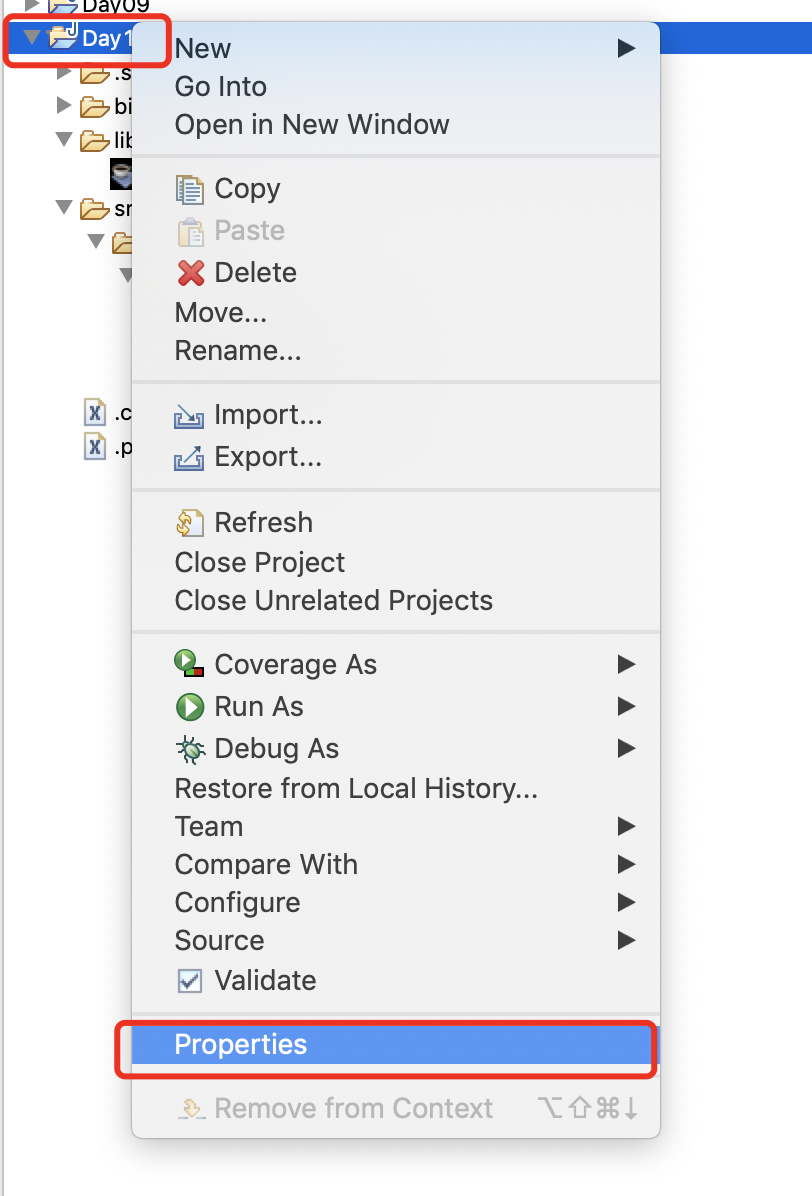 Day09
Day1
.s
bi
lib
sr
.c
.p
New
Go Into
Open in New Window
Copy
Paste
Delete
Move...
Rename...
Import...
Export...
Refresh
Close Project
Close Unrelated Projects
Coverage As
Run As
Debug As
Restore from Local History...
Team
Compare With
Configure
Source
Validate
Properties
Remove from Context ⌥⇧⌘↓